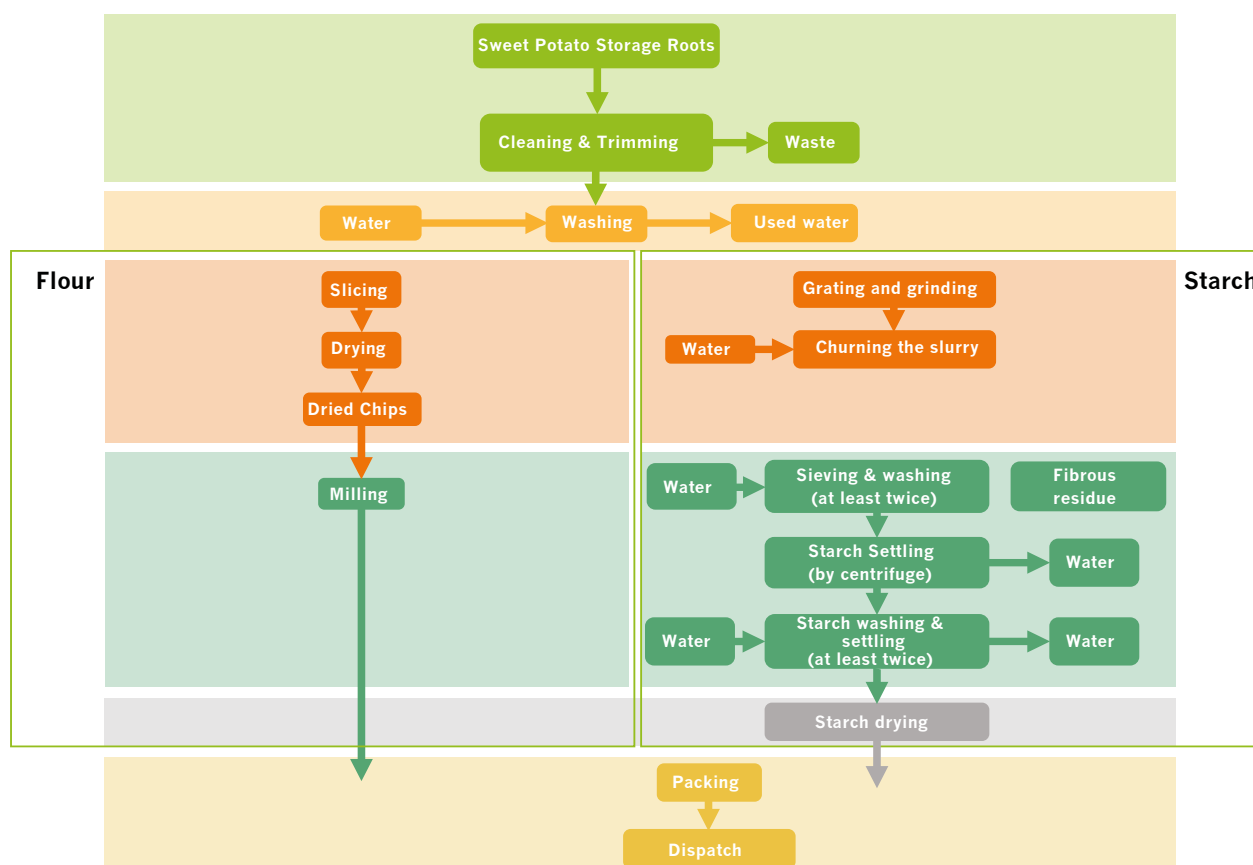 Sweet Potato Storage Roots
Cleaning & Trimming
Waste
Water
Washing
Used water
Flour
Starch
Slicing
Drying
Dried Chips
Milling
Grating and grinding
Water
Churning the slurry
Water
Sieving & washing
(at least twice)
Fibrous
residue
Starch Settling
(by centrifuge)
Water
Water
Starch washing &
settling
(at least twice)
Water
Starch drying
Packing
Dispatch